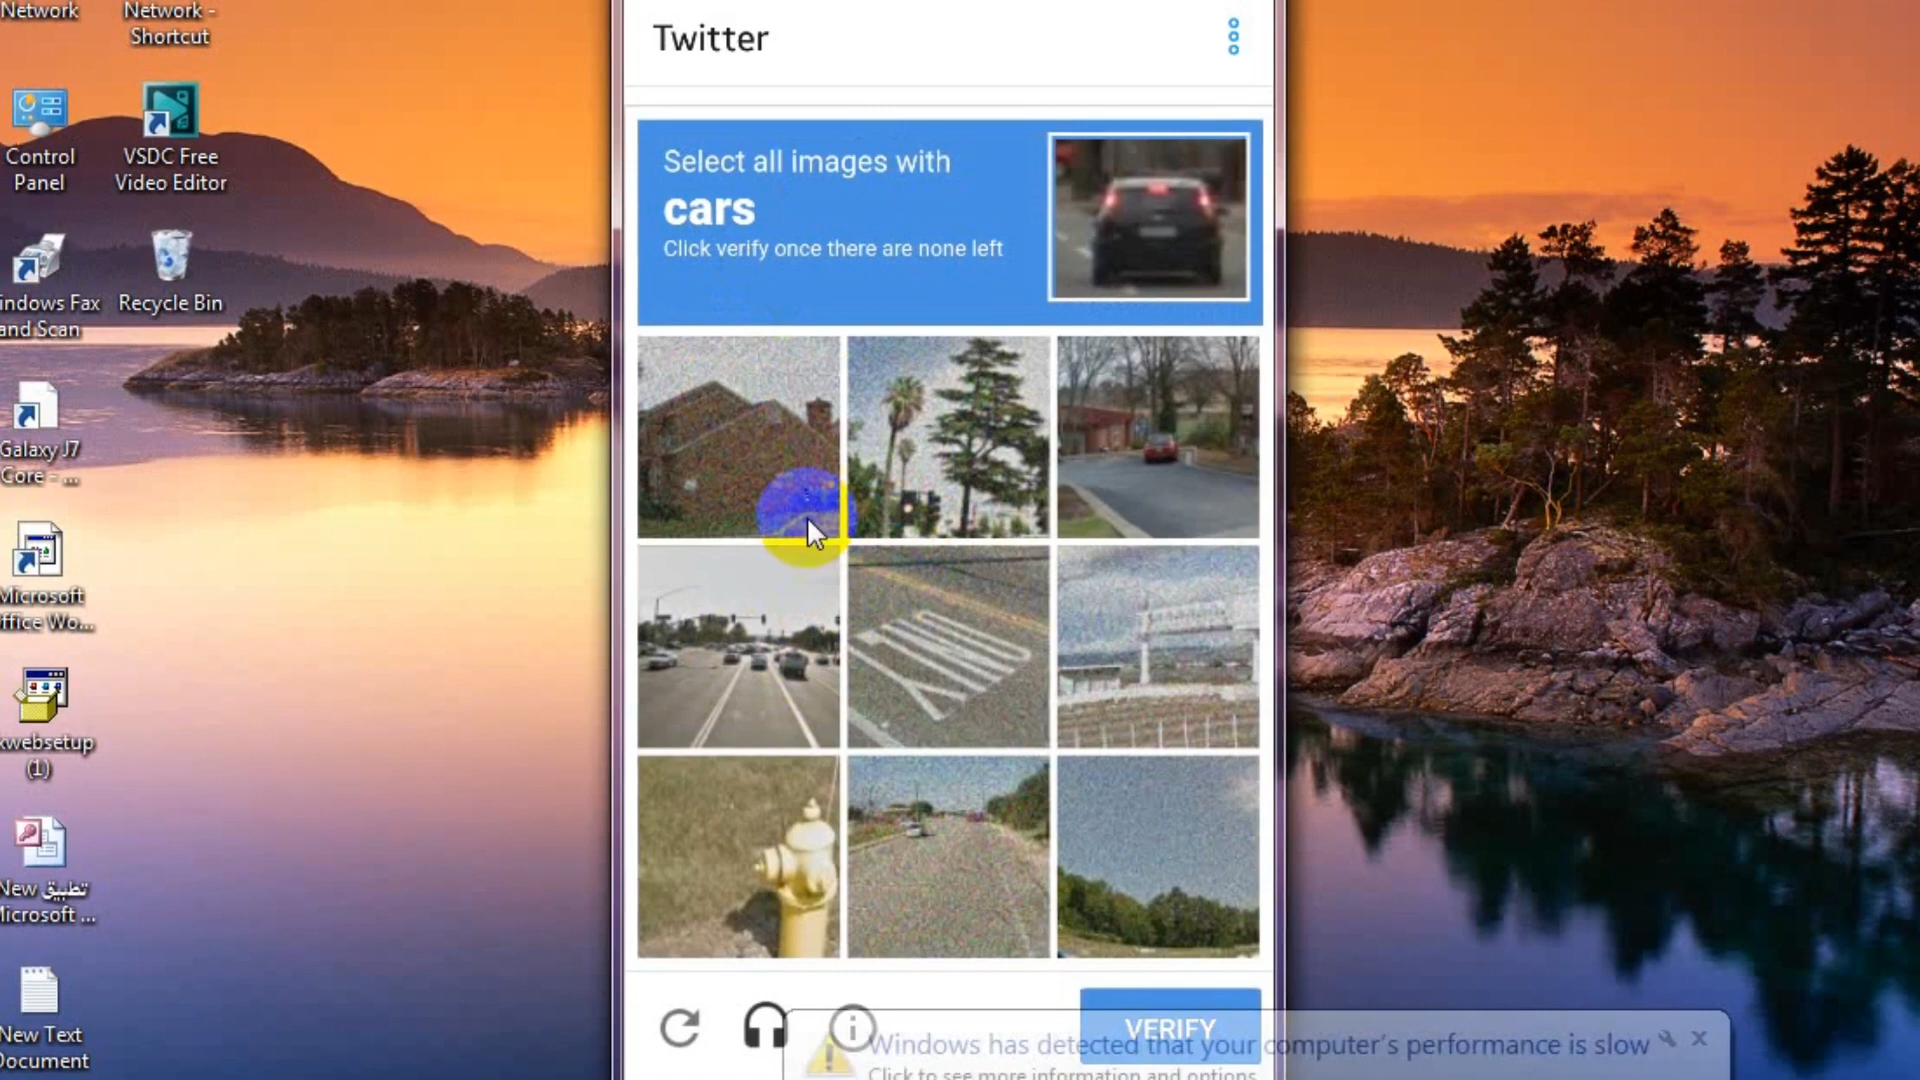 Network
Network -
Shortcut
Control
Panel
VSDC Free
Video Editor
indows Fax
and Scan
Recycle Bin
Galaxy J7
Core - ...
Microsoft
ffice Wo...
kwebsetup
(1)
New تطبيق
Microsoft ...
New Text
Document
Twitter
Select all images with
cars
Click verify once there are none left
VERIFY
Windows has detected that your computer's performance is slow
Click to see more information and options